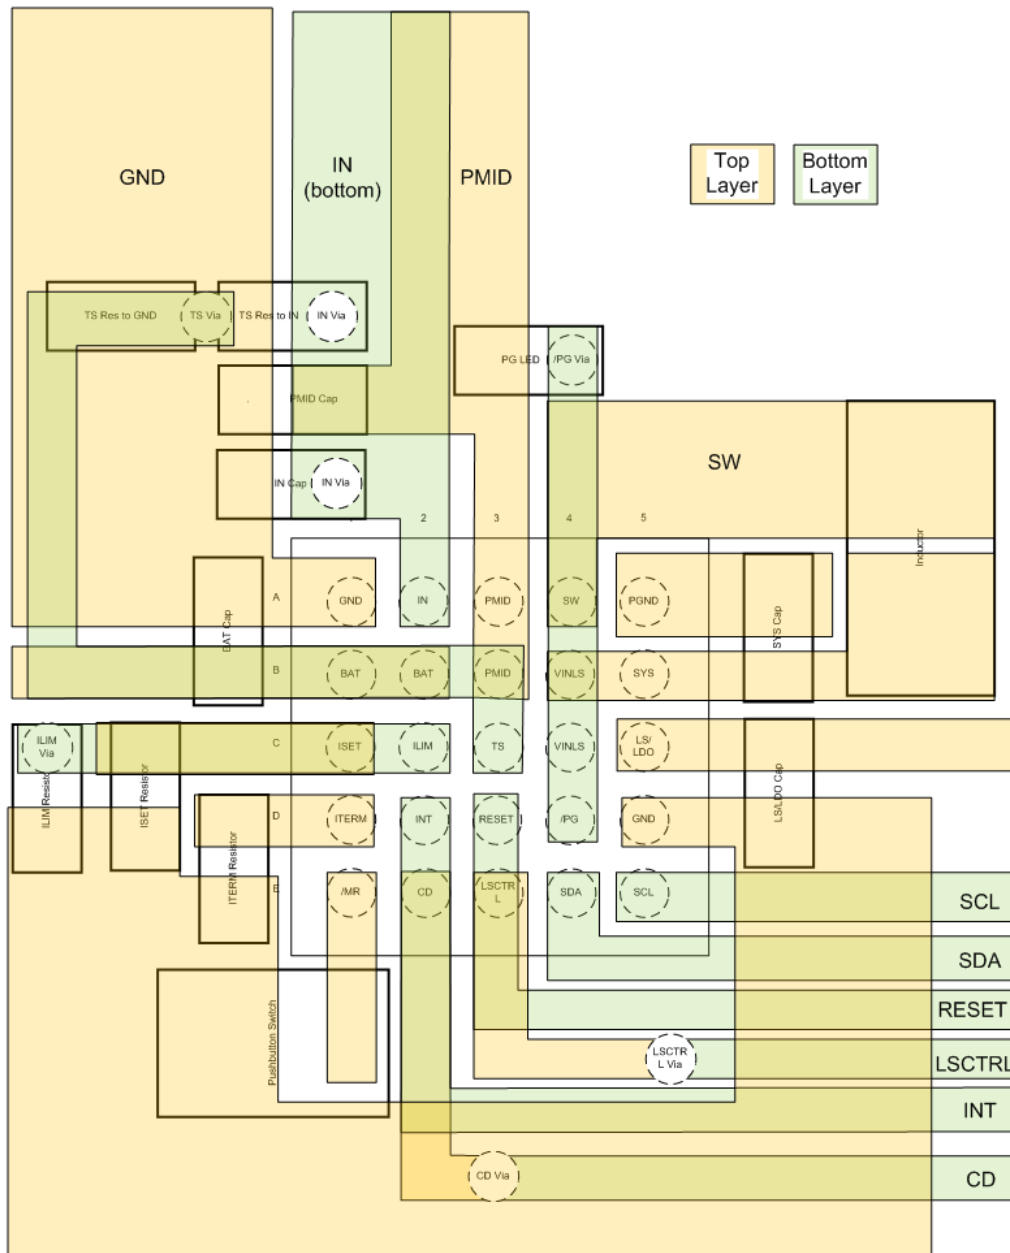 GND
IN
(bottom)
PMID
Top
Layer
Bottom
Layer
TS Res to GND
TS Via
TS Res to IN
IN Via
PG LED
/PG Via
PMID Cap
SW
IN Cap
IN Via
2
3
4
5
Inductor
BAT Cap
SYS Cap
A
GND
IN
PMID
SW
PGND
B
BAT
BAT
PMID
VINLS
SYS
ILIM
Via
C
ISET
ILIM
TS
VINLS
LS/
LDO
ILIM Resistor
ISET Resistor
LS/LDO Cap
D
ITERM
INT
RESET
/PG
GND
ITERM Resistor
E
/MR
CD
LSCTR
L
SDA
SCL
SCL
SDA
RESET
Pushbutton Switch
LSCTR
L Via
LSCTRL
INT
CD Via
CD